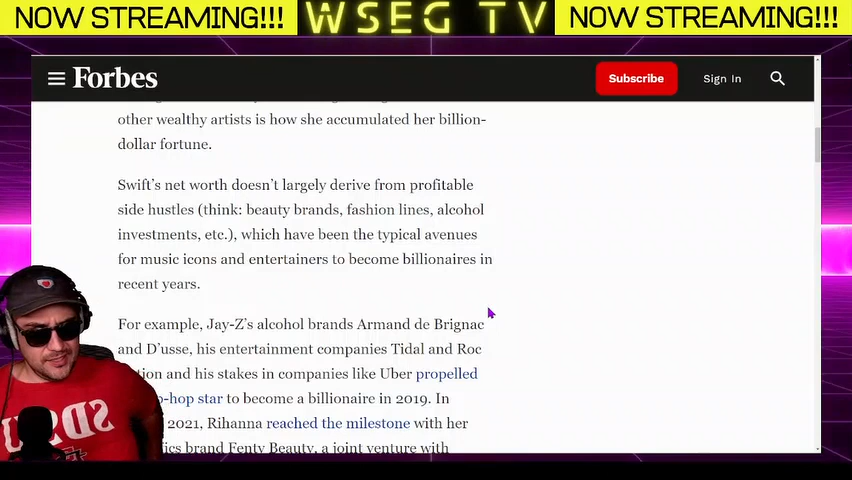 NOW STREAMING!!! WSEG TV NOW STREAMING!!!
Forbes Subscribe Sign In
other wealthy artists is how she accumulated her billion-
dollar fortune.
Swift's net worth doesn't largely derive from profitable
side hustles (think: beauty brands, fashion lines, alcohol
investments, etc.), which have been the typical avenues
for music icons and entertainers to become billionaires in
recent years.
For example, Jay-Z's alcohol brands Armand de Brignac
and D'usse, his entertainment companies Tidal and Roc
and his stakes in companies like Uber propelled
star to become a billionaire in 2019. In
2021, Rihanna reached the milestone with her
brand Fenty Beauty, a joint venture with